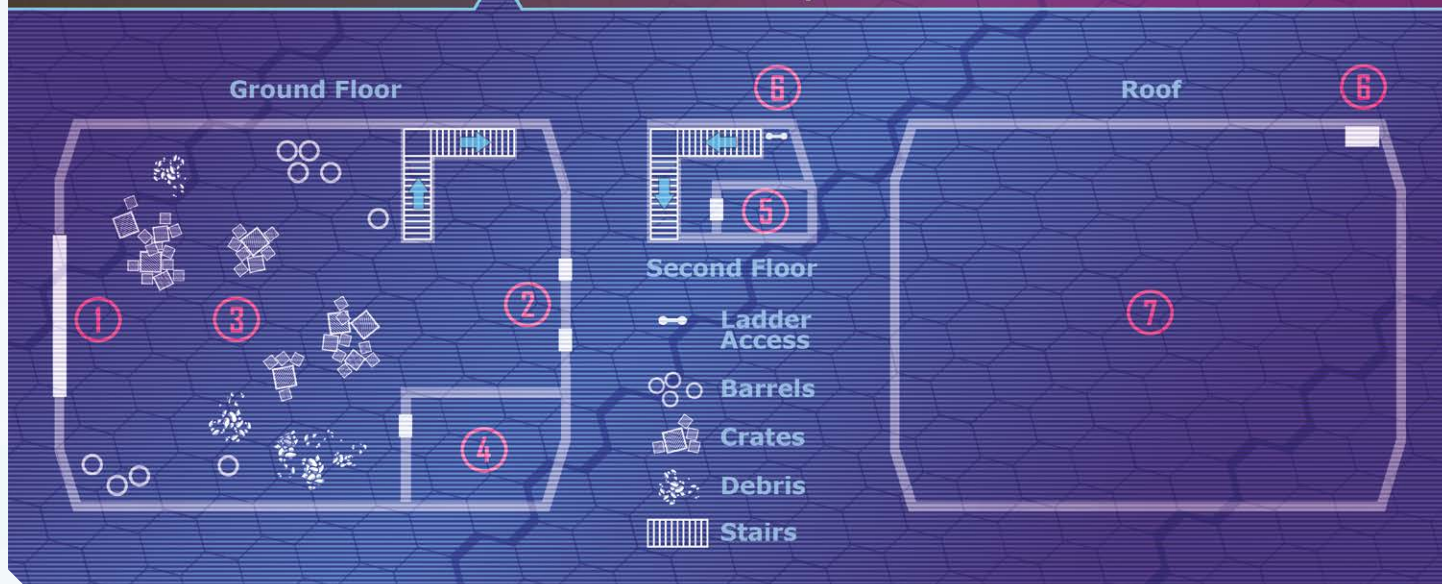 Ground Floor
6
Roof
6
5
Second Floor
1
3
2
Ladder
Access
7
Barrels
Crates
4
Debris
Stairs